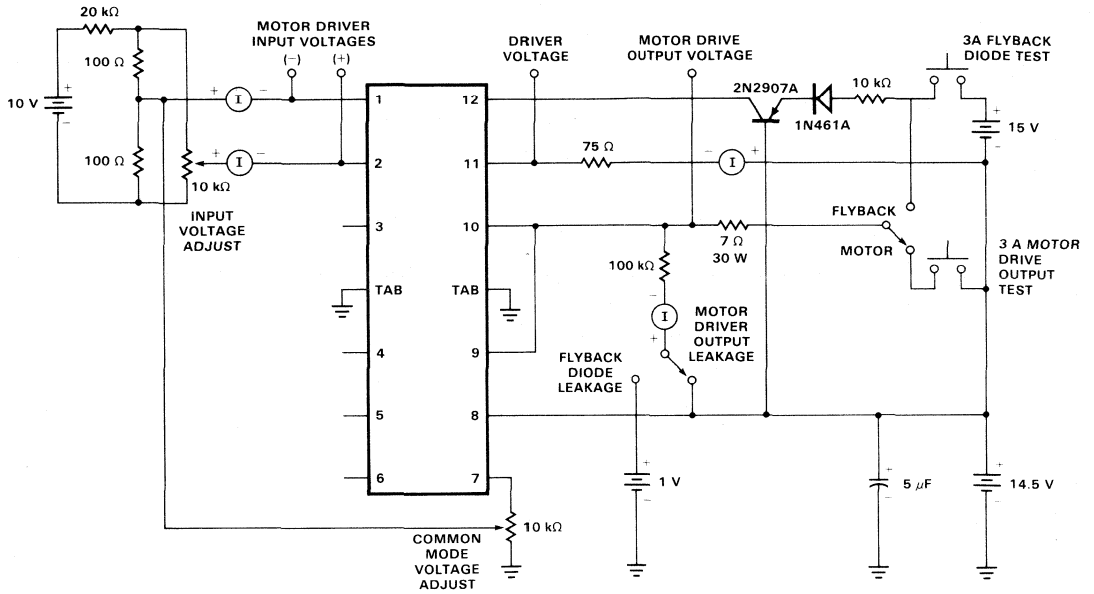 20 kΩ
100 Ω
10 V
100 Ω
10 kΩ
INPUT
VOLTAGE
ADJUST
MOTOR DRIVER
INPUT VOLTAGES
(−) (+)
+ I −
+ I −
DRIVER
VOLTAGE
MOTOR DRIVE
OUTPUT VOLTAGE
3A FLYBACK
DIODE TEST
1
2
3
TAB
4
5
6
12
11
10
TAB
9
8
7
2N2907A
1N461A
10 kΩ
+
15 V
−
75 Ω
− I +
FLYBACK
MOTOR
7 Ω
30 W
3 A MOTOR
DRIVE
OUTPUT
TEST
100 kΩ
−
I
+
MOTOR
DRIVER
OUTPUT
LEAKAGE
FLYBACK
DIODE
LEAKAGE
+
1 V
−
+
5 μF
−
+
14.5 V
−
10 kΩ
COMMON
MODE
VOLTAGE
ADJUST